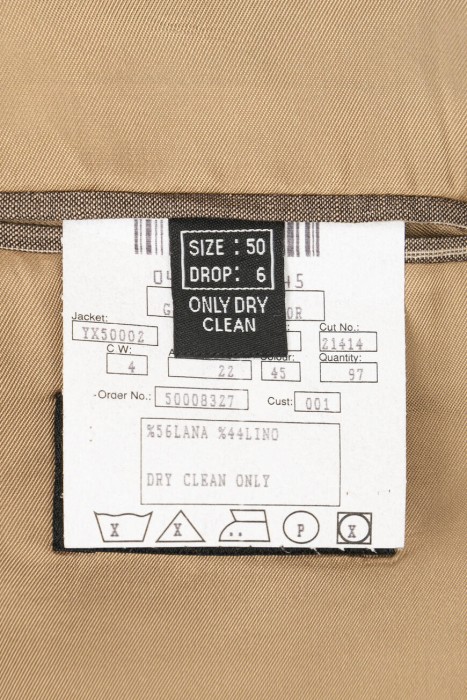 SIZE : 50
DROP: 6
ONLY DRY
CLEAN
Jacket:
YX50002
Cut No.:
21414
C W:
4
22
45
Quantity:
97
Order No.: 50008327 Cust: 001
%56LANA %44LINO
DRY CLEAN ONLY
X X P X